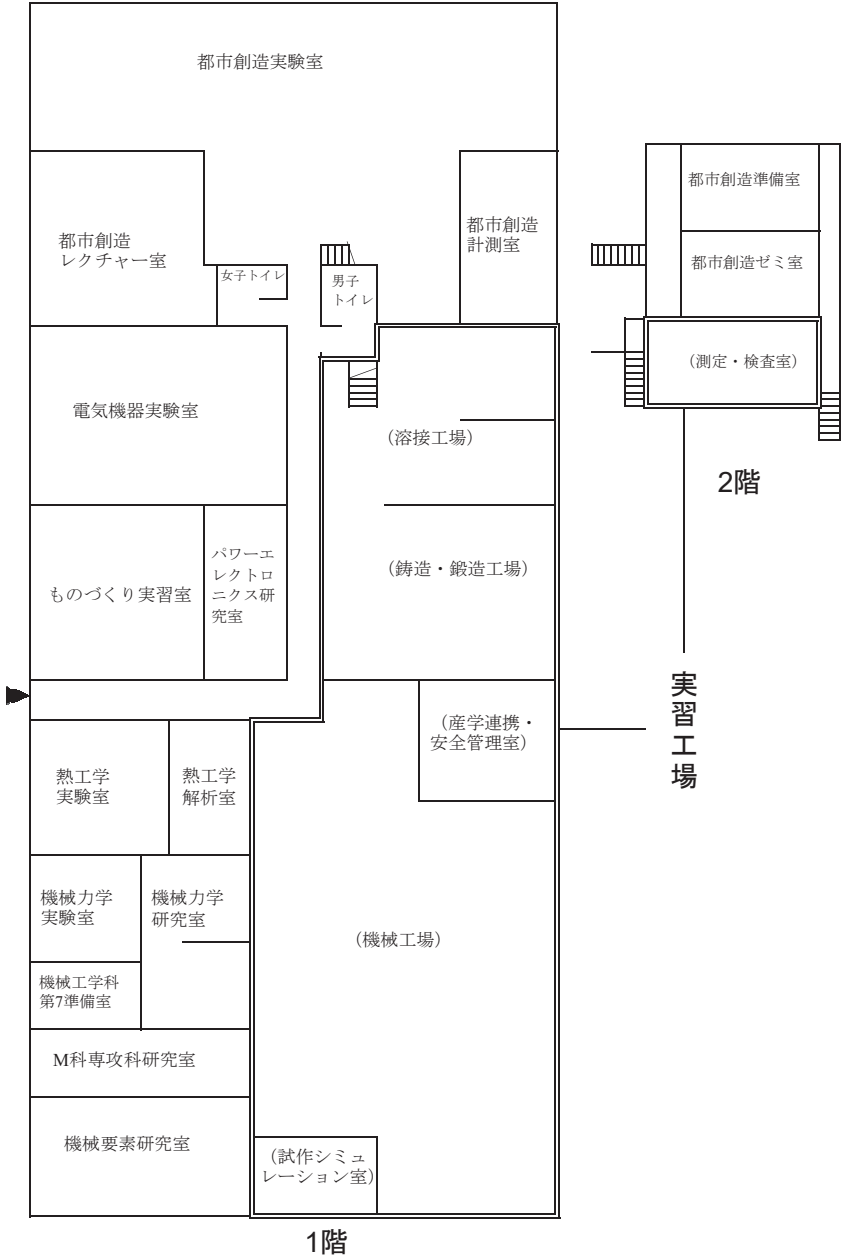 都市創造実験室
都市創造
レクチャー室
都市創造
計測室
女子トイレ
男子
トイレ
電気機器実験室
(溶接工場)
ものづくり実習室
パワーエ
レクトロ
ニクス研
究室
(鋳造・鍛造工場)
(産学連携・
安全管理室)
熱工学
実験室
熱工学
解析室
機械力学
実験室
機械力学
研究室
(機械工場)
機械工学科
第7準備室
M科専攻科研究室
機械要素研究室
(試作シミュ
レーション室)
1階
都市創造準備室
都市創造ゼミ室
(測定・検査室)
2階
実習工場